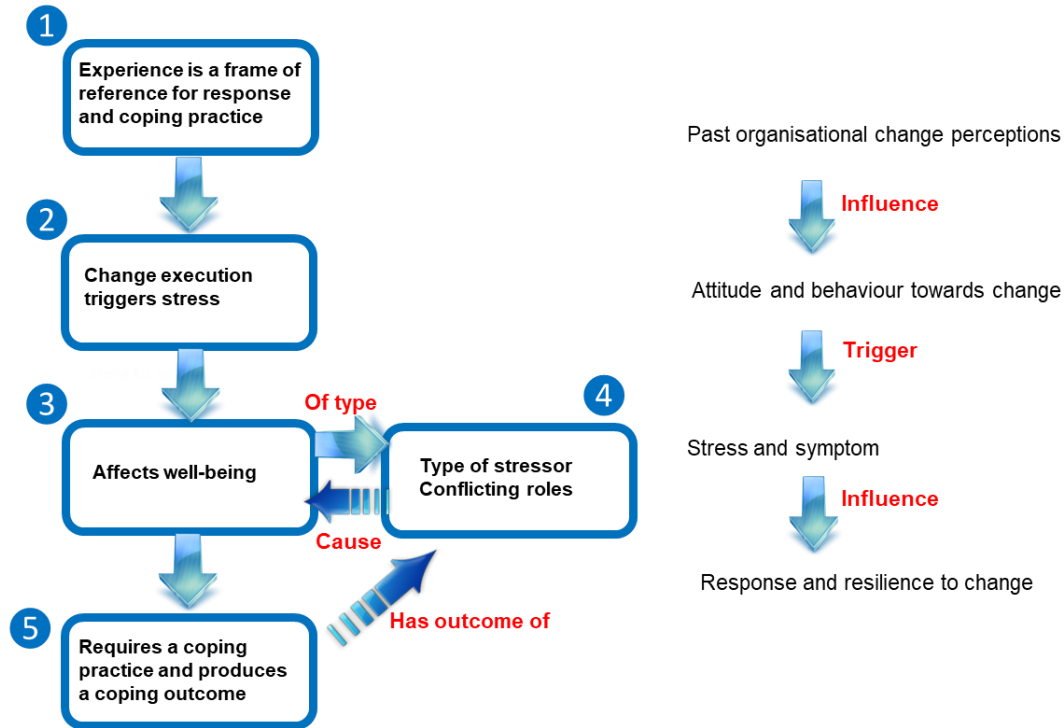 1
Experience is a frame of
reference for response
and coping practice
2
Change execution
triggers stress
3
Affects well-being
Of type
Cause
4
Type of stressor
Conflicting roles
5
Requires a coping
practice and produces
a coping outcome
Has outcome of
Past organisational change perceptions
Influence
Attitude and behaviour towards change
Trigger
Stress and symptom
Influence
Response and resilience to change